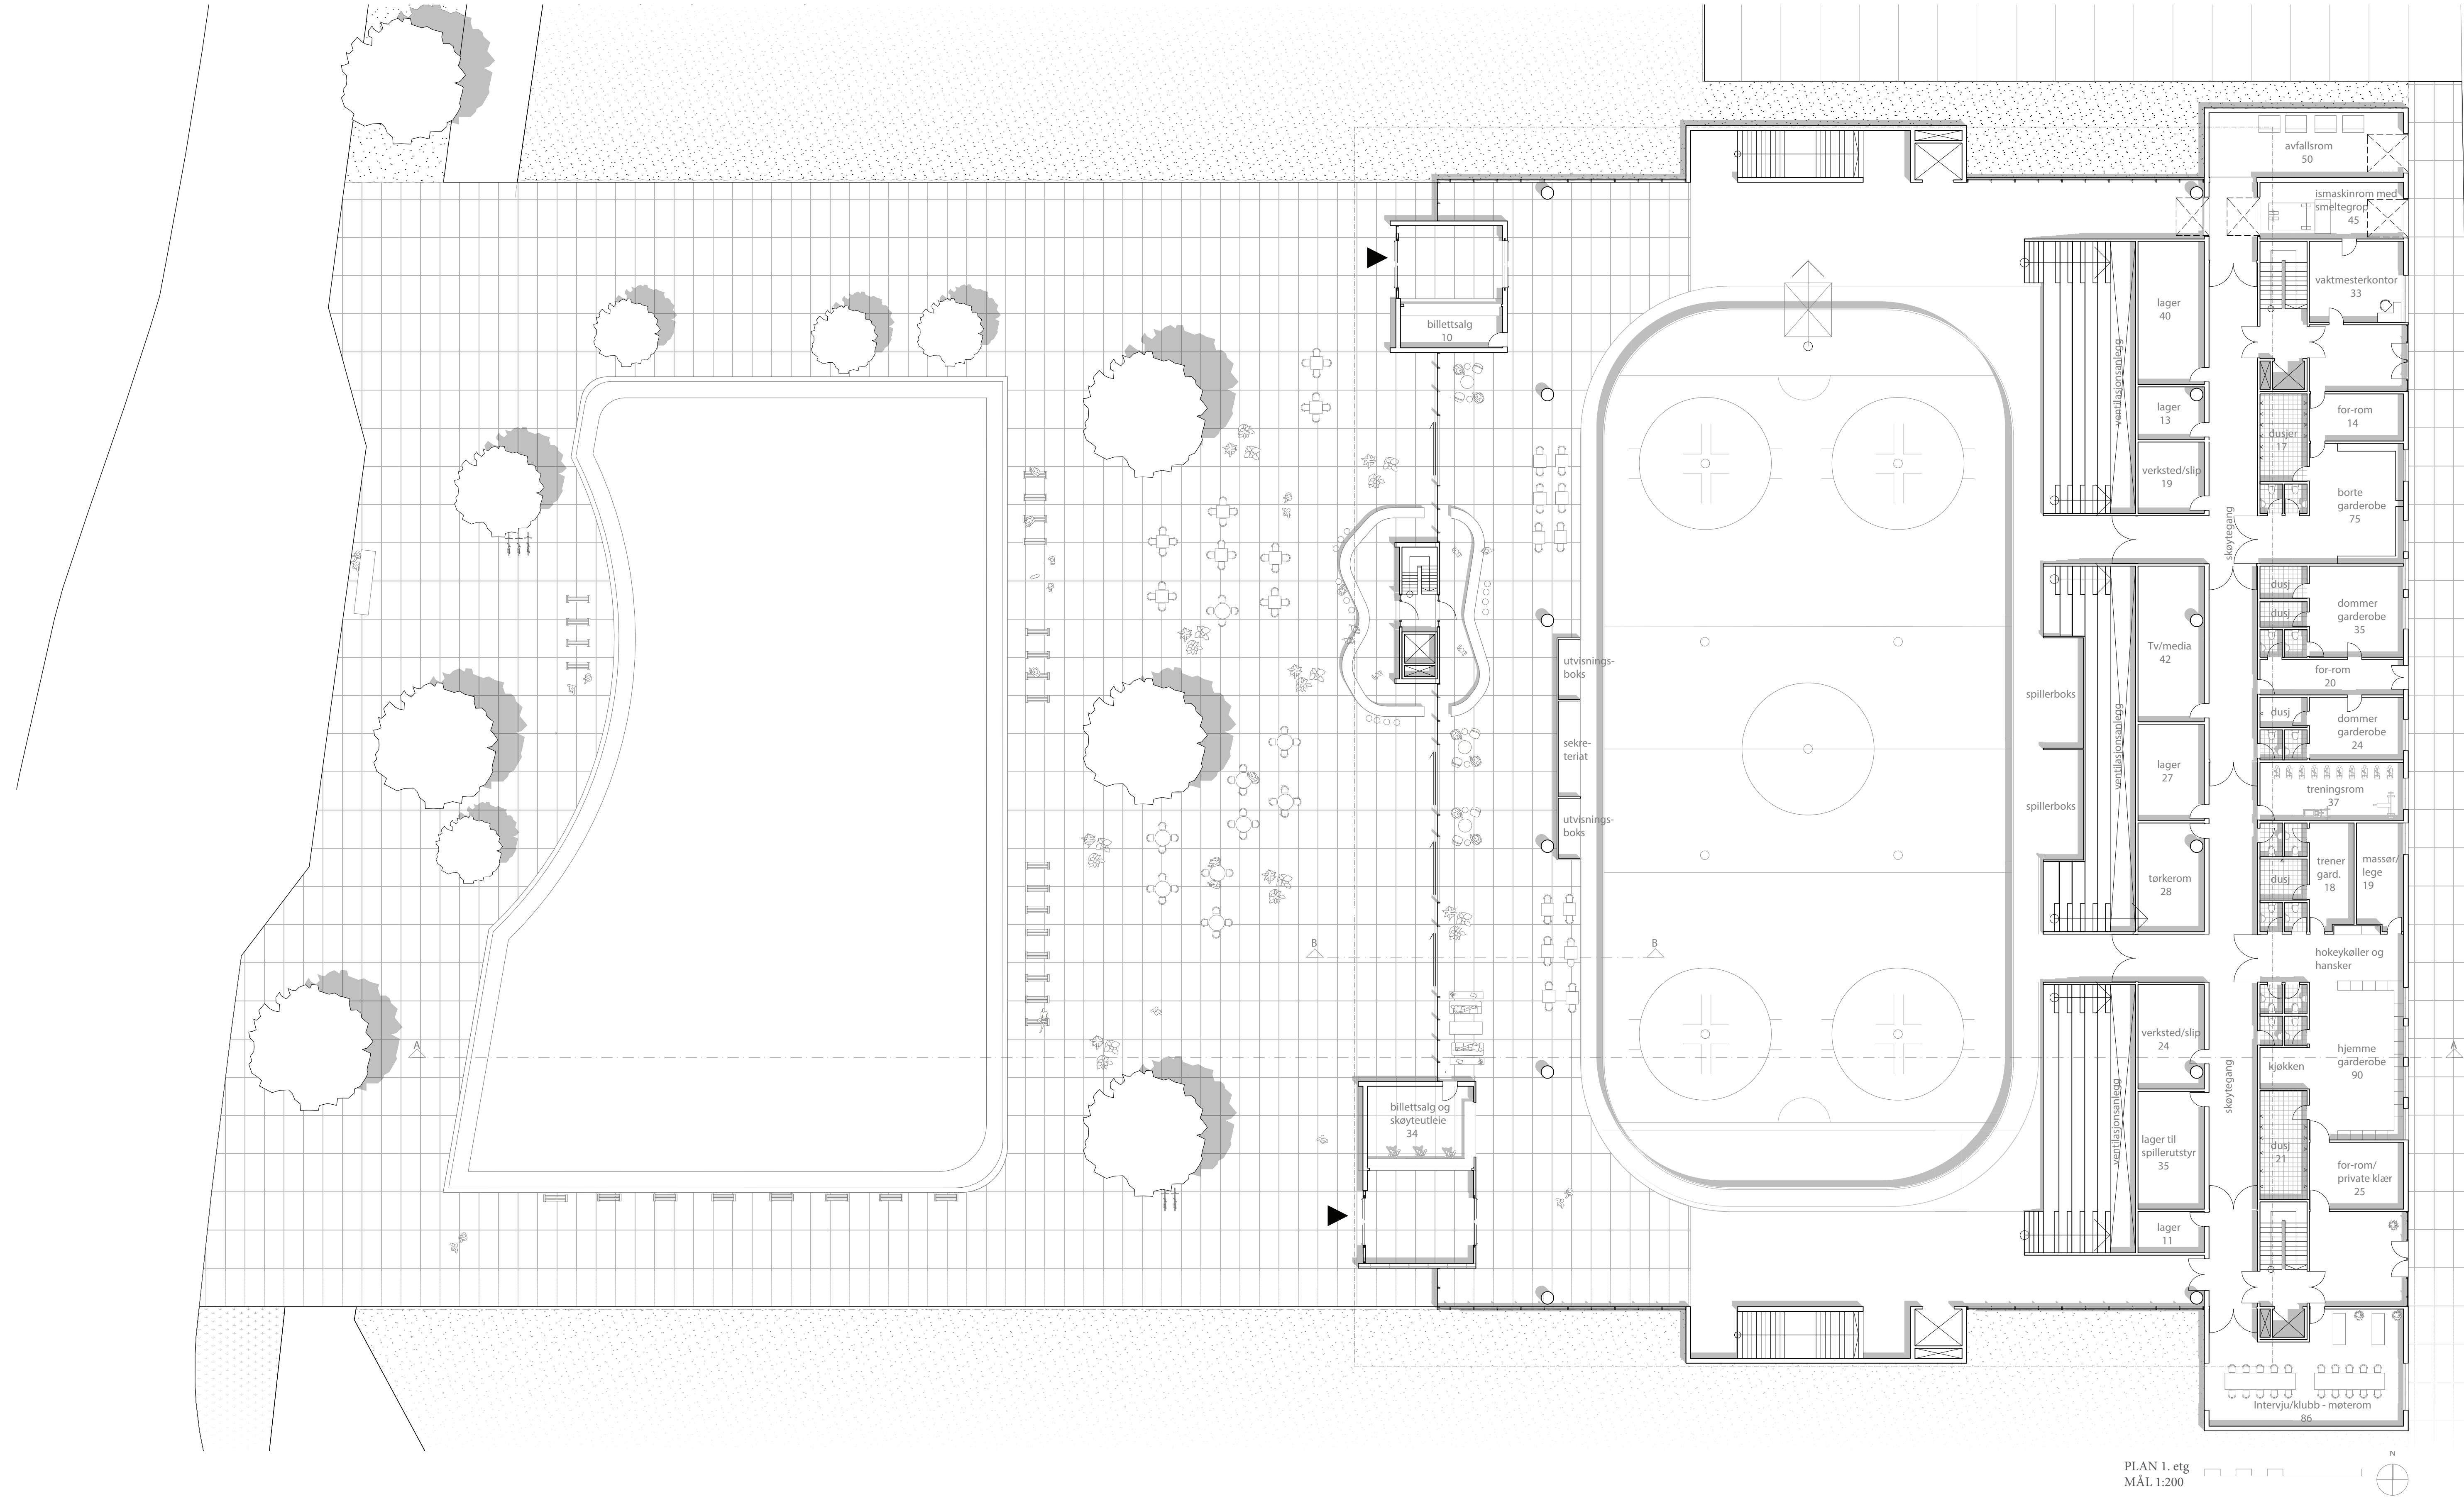 avfallsrom
50
ismaskinrom med
smeltegrop
45
vaktmesterkontor
33
billettsalg
10
lager
40
ventilasjonsanlegg
lager
13
for-rom
14
dusjer
17
verksted/slip
19
borte
garderobe
75
skøytegang
dusj
dusj
dommer
garderobe
35
utvisnings-
boks
Tv/media
42
for-rom
20
spillerboks
dusj
dommer
garderobe
24
sekre-
teriat
ventilasjonsanlegg
lager
27
treningsrom
37
spillerboks
utvisnings-
boks
tørkerom
28
dusj
trener
gard.
18
massør/
lege
19
B
B
hokeykøller og
hansker
verksted/slip
24
A
A
hjemme
garderobe
90
kjøkken
skøytegang
ventilasjonsanlegg
billettsalg og
skøyteutleie
34
lager til
spillerutstyr
35
dusj
21
for-rom/
private klær
25
lager
11
Intervju/klubb - møterom
86
PLAN 1. etg
MÅL 1:200
N